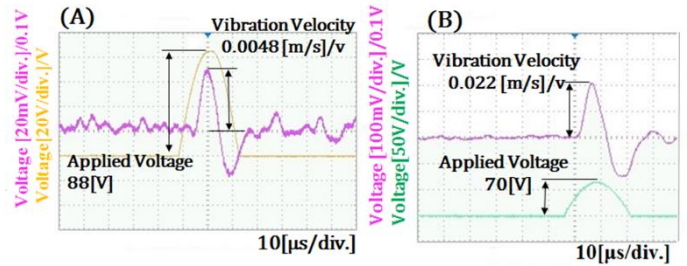 (A)
Vibration Velocity
0.0048 [m/s]/v
Applied Voltage
88[V]
Voltage [20mV/div.]/0.1V
Voltage[20V/div.]/V
10[μs/div.]
(B)
Vibration Velocity
0.022 [m/s]/v
Applied Voltage
70[V]
Voltage [100mV/div.]/0.1V
Voltage[50V/div.]/V
10[μs/div.]